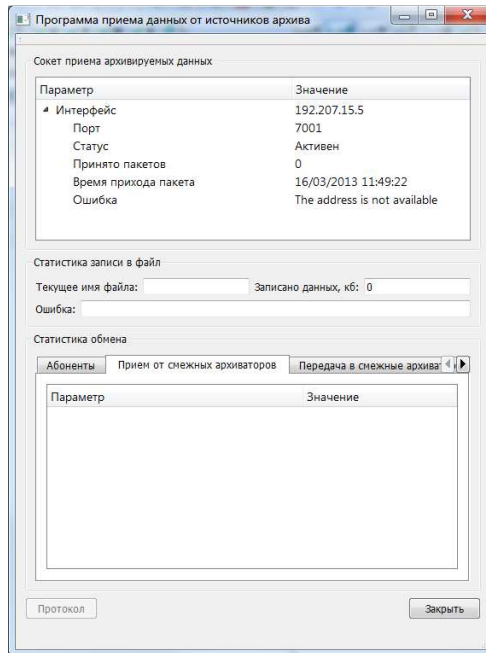 Программа приема данных от источников архива
Сокет приема архивируемых данных
Параметр Значение
Интерфейс 192.207.15.5
Порт 7001
Статус Активен
Принято пакетов 0
Время прихода пакета 16/03/2013 11:49:22
Ошибка The address is not available
Статистика записи в файл
Текущее имя файла: Записано данных, кб: 0
Ошибка:
Статистика обмена
Абоненты Прием от смежных архиваторов Передача в смежные
Параметр Значение
Протокол Закрыть